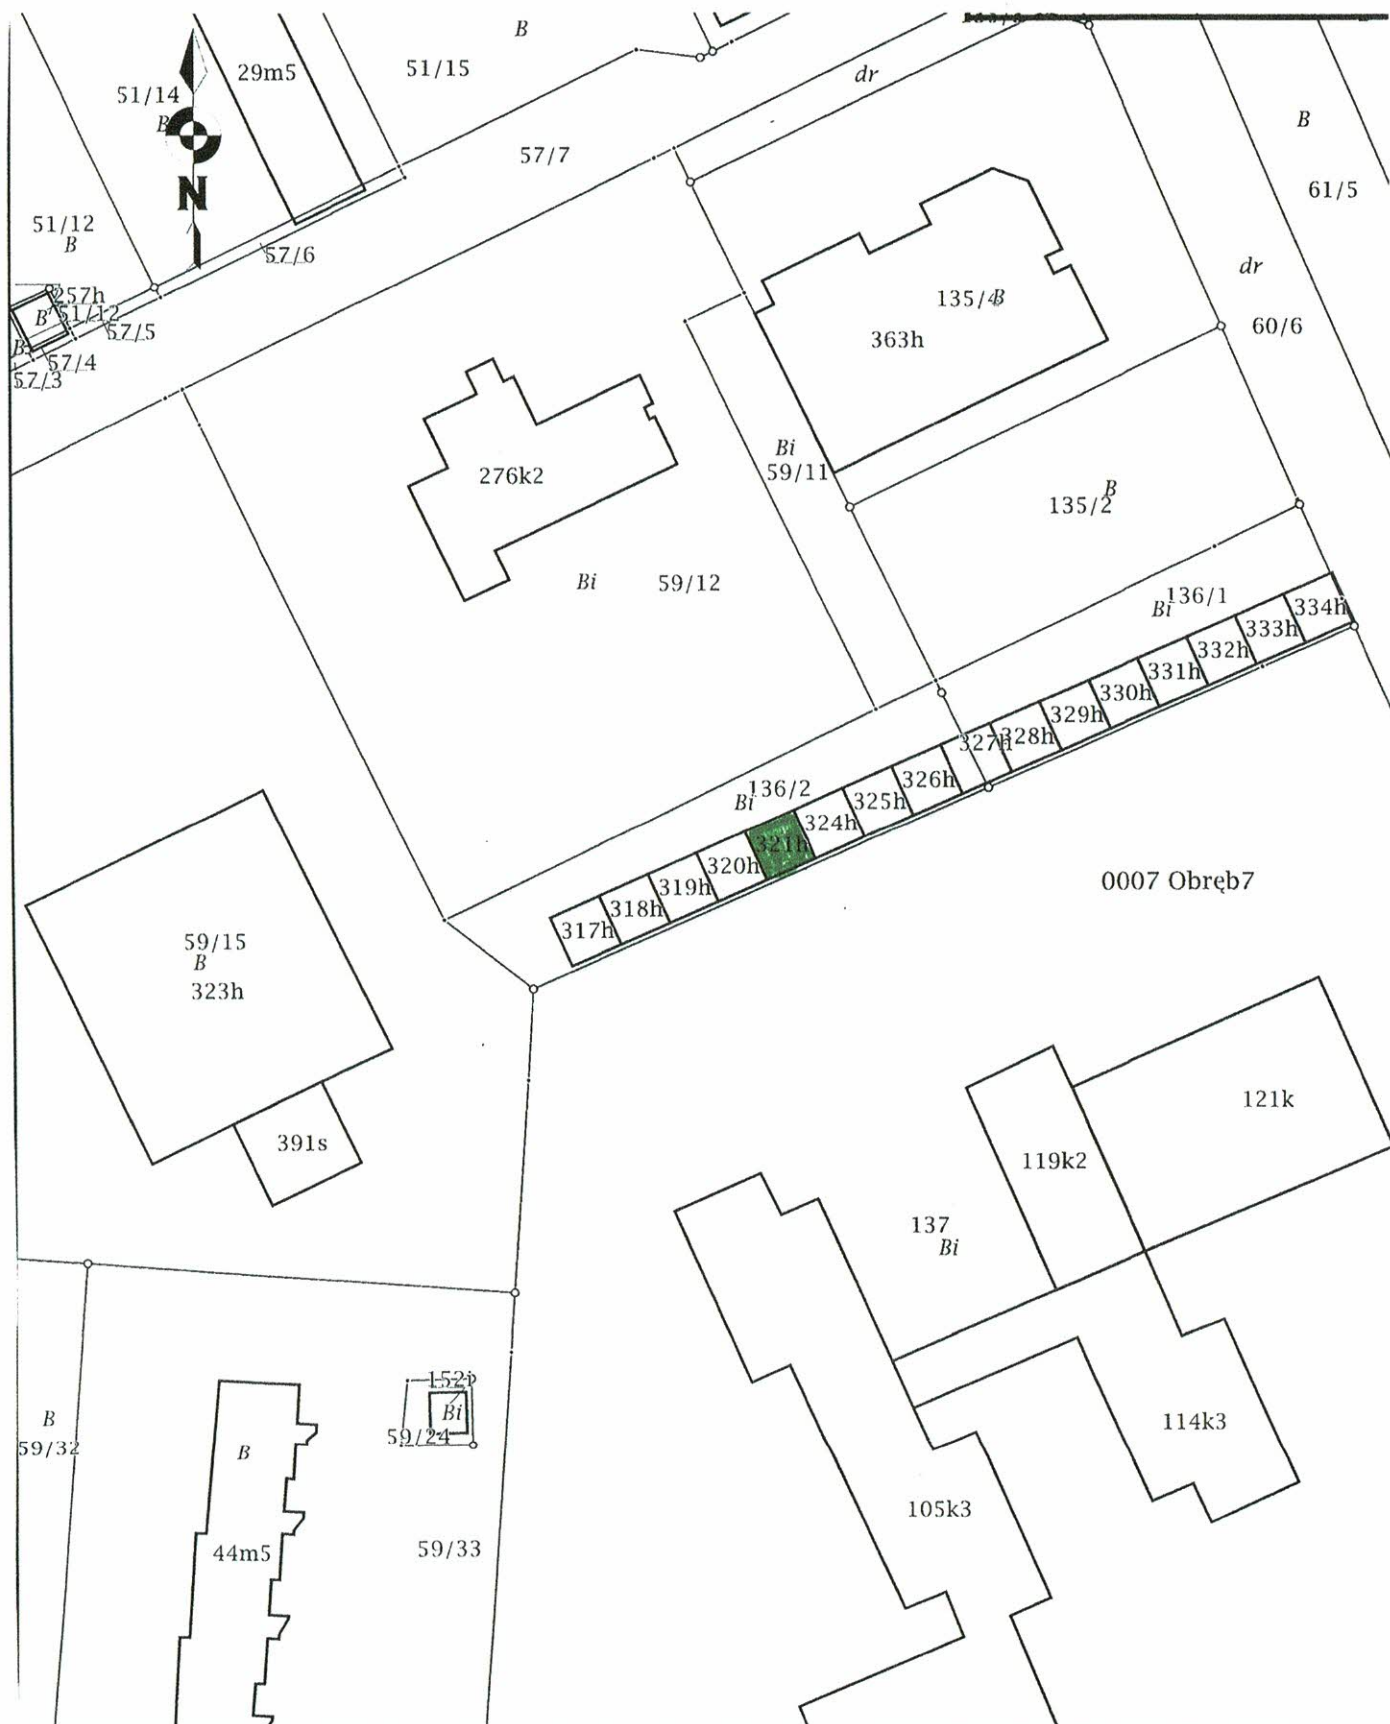 B
51/15
29m5
51/14
B
dr
B
61/5
57/7
N
51/12
B
57/6
dr
60/6
257h
B
51/12
57/5
B
57/4
57/3
135/4
B
363h
Bi
59/11
276k2
B
135/2
Bi
59/12
136/1
Bi
334h
333h
332h
331h
330h
329h
328h
327h
326h
325h
324h
136/2
Bi
321h
320h
319h
318h
317h
0007 Obręb7
59/15
B
323h
391s
121k
119k2
137
Bi
152i
Bi
59/24
B
59/32
B
44m5
59/33
114k3
105k3